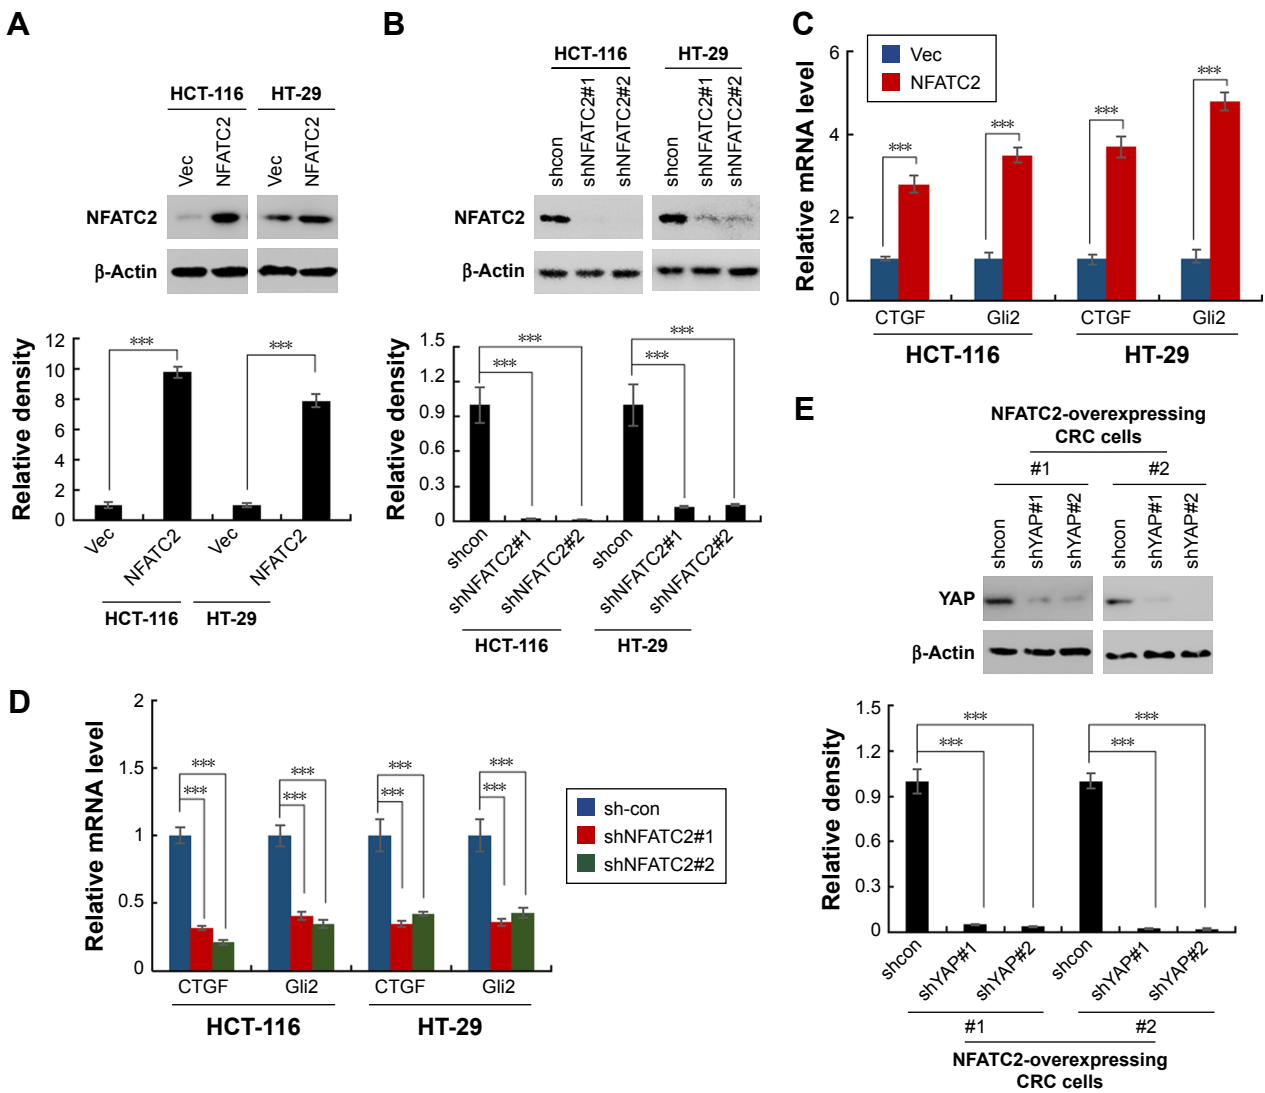 A
HCT-116 HT-29
Vec NFATC2 Vec NFATC2
NFATC2
β-Actin
Relative density
12
10
8
6
4
2
0
*** ***
Vec NFATC2 Vec NFATC2
HCT-116 HT-29
B
HCT-116 HT-29
shcon shNFATC2#1 shNFATC2#2 shcon shNFATC2#1 shNFATC2#2
NFATC2
β-Actin
Relative density
1.5
1.2
0.9
0.6
0.3
0
*** *** *** ***
shcon shNFATC2#1 shNFATC2#2 shcon shNFATC2#1 shNFATC2#2
HCT-116 HT-29
C
Relative mRNA level
6
4
2
0
Vec
NFATC2
*** *** *** ***
CTGF Gli2 CTGF Gli2
HCT-116 HT-29
D
Relative mRNA level
2
1.5
1
0.5
0
*** *** *** ***
*** *** *** ***
sh-con
shNFATC2#1
shNFATC2#2
CTGF Gli2 CTGF Gli2
HCT-116 HT-29
E
NFATC2-overexpressing
CRC cells
#1 #2
shcon shYAP#1 shYAP#2 shcon shYAP#1 shYAP#2
YAP
β-Actin
Relative density
1.5
1.2
0.9
0.6
0.3
0
*** ***
*** ***
shcon shYAP#1 shYAP#2 shcon shYAP#1 shYAP#2
#1 #2
NFATC2-overexpressing
CRC cells